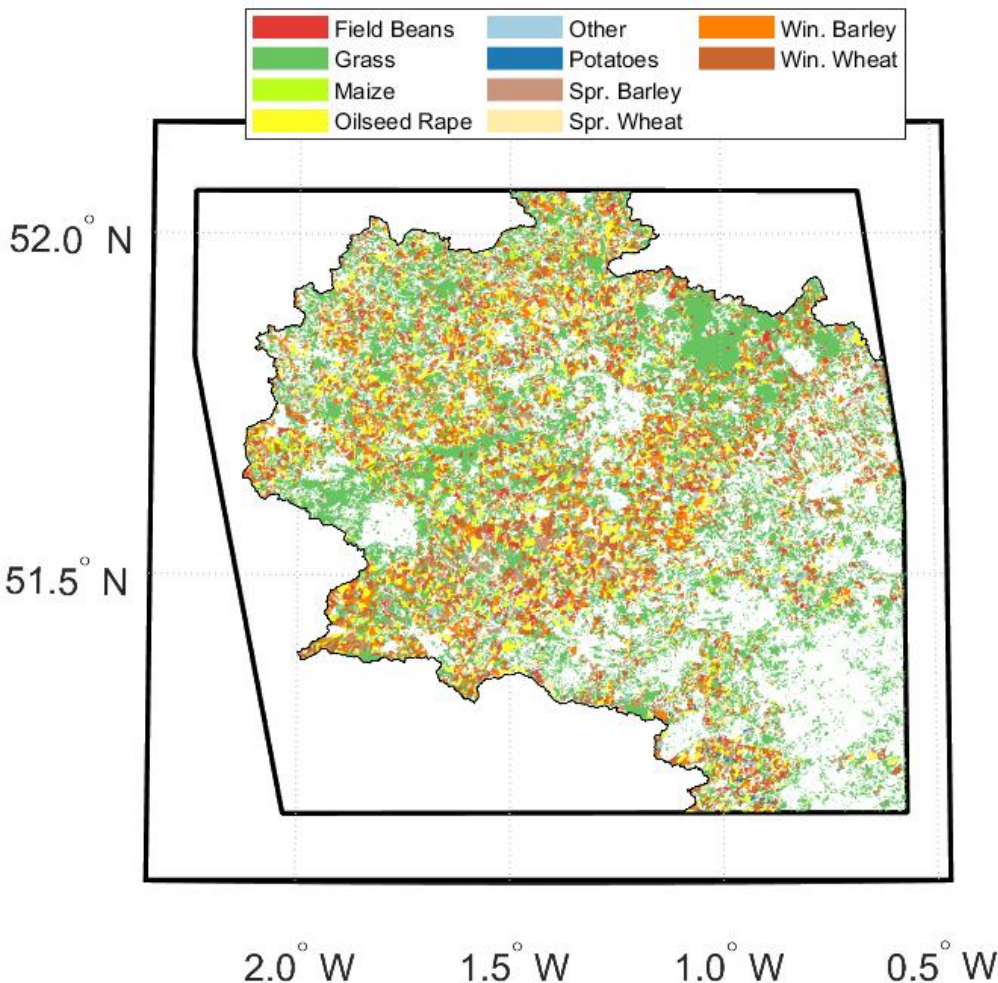 Field Beans
Grass
Maize
Oilseed Rape
Other
Potatoes
Spr. Barley
Spr. Wheat
Win. Barley
Win. Wheat
52.0° N
51.5° N
2.0° W
1.5° W
1.0° W
0.5° W